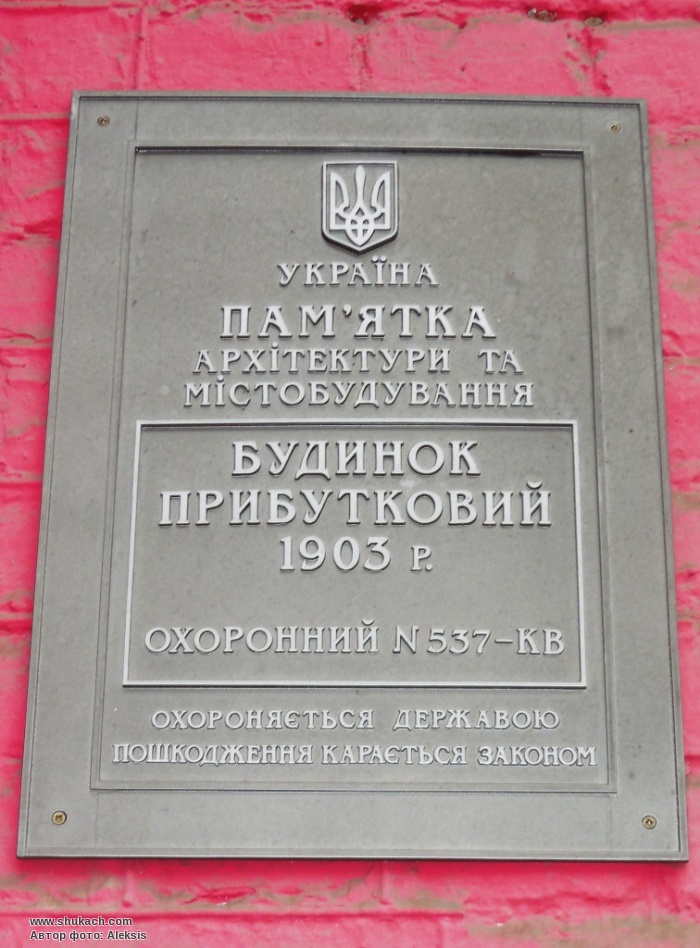 УКРАЇНА
ПАМ'ЯТКА
АРХІТЕКТУРИ ТА
МІСТОБУДУВАННЯ
БУДИНОК
ПРИБУТКОВИЙ
1903 Р.
ОХОРОННИЙ N 537-КВ
ОХОРОНЯЄТЬСЯ ДЕРЖАВОЮ
ПОШКОДЖЕННЯ КАРАЄТЬСЯ ЗАКОНОМ
www.shukach.com
Автор фото: Aleksis